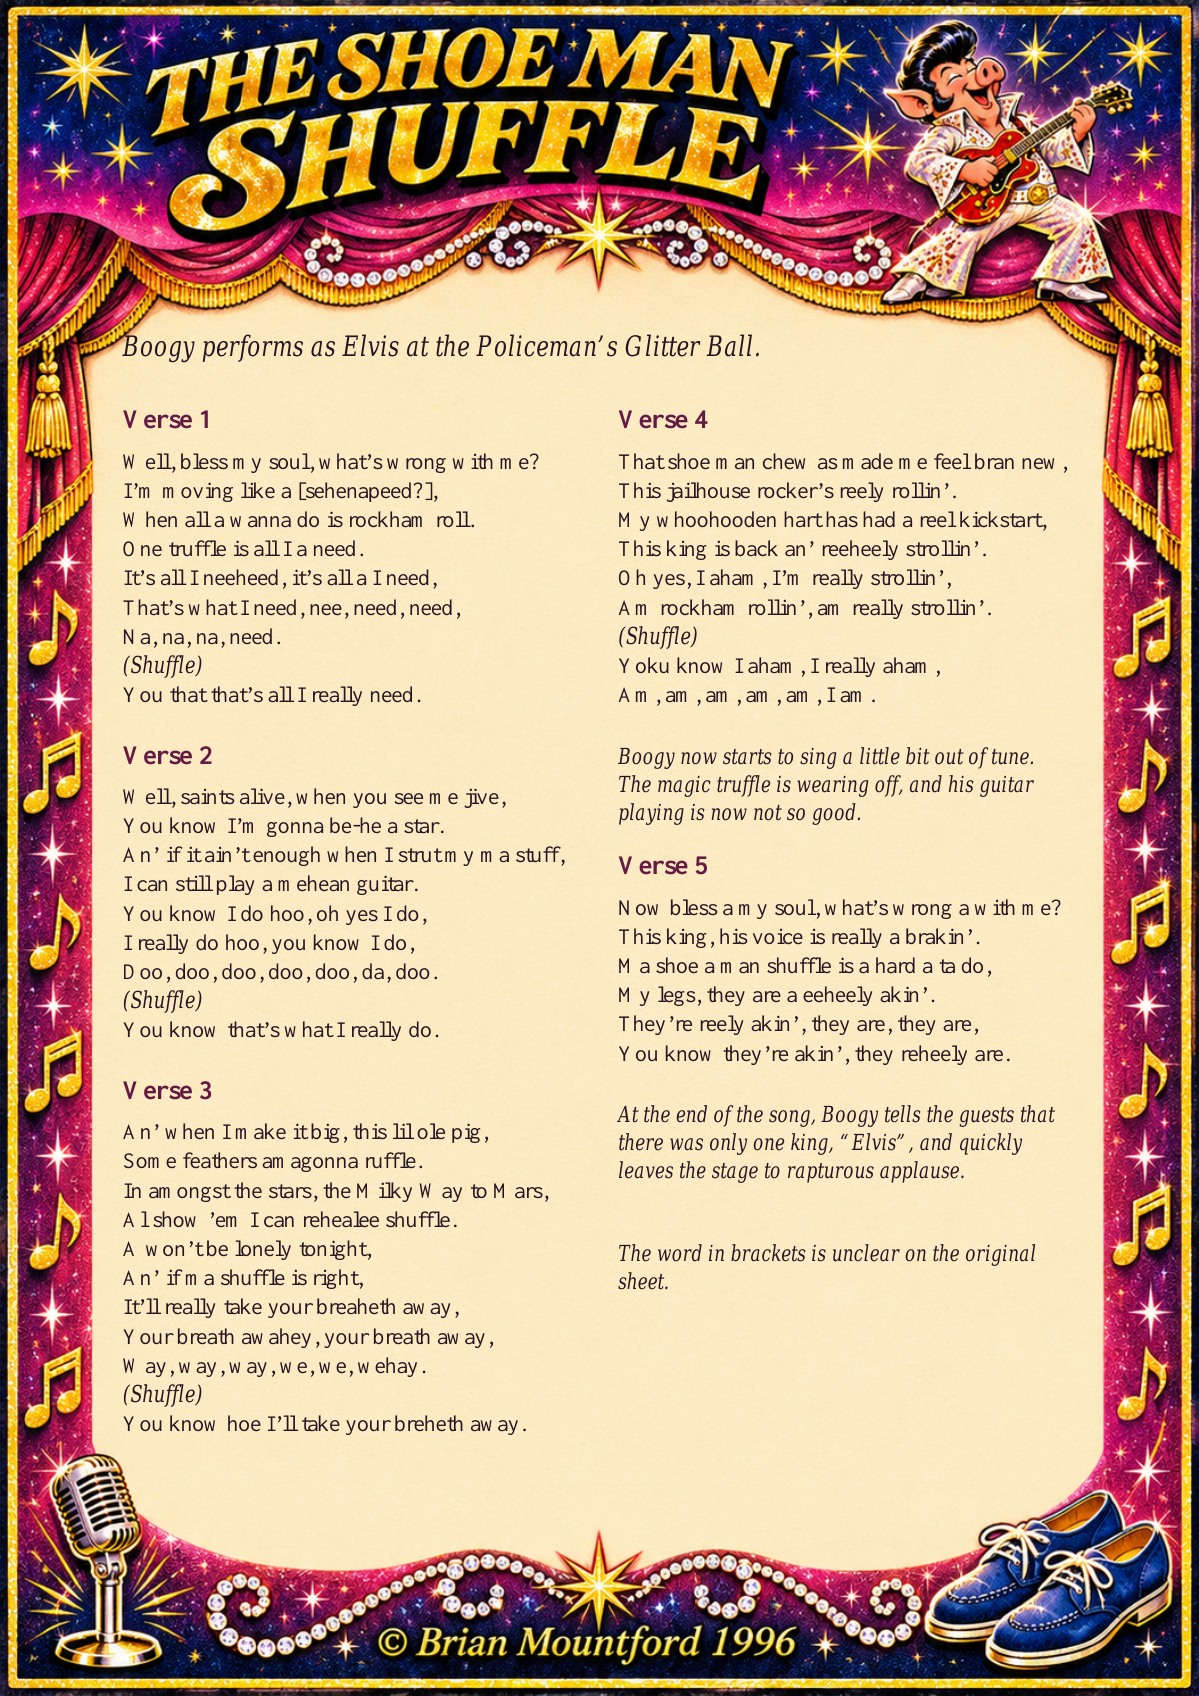 THE SHOE MAN
SHUFFLE
Boogy performs as Elvis at the Policeman's Glitter Ball.
Verse 1
Well, bless my soul, what's wrong with me?
I'm moving like a [sehenapeed?],
When all a wanna do is rockham roll.
One truffle is all I a need.
It's all I neeheed, it's all a I need,
That's what I need, nee, need, need,
Na, na, na, need.
(Shuffle)
You that that's all I really need.
Verse 2
Well, saints alive, when you see me jive,
You know I'm gonna be-he a star.
An' if it ain't enough when I strut my ma stuff,
I can still play a mehean guitar.
You know I do hoo, oh yes I do,
I really do hoo, you know I do,
Doo, doo, doo, doo, doo, da, doo.
(Shuffle)
You know that's what I really do.
Verse 3
An' when I make it big, this lil ole pig,
Some feathers am agonna ruffle.
In amongst the stars, the Milky Way to Mars,
Al show 'em I can rehealee shuffle.
A won't be lonely tonight,
An' if ma shuffle is right,
It'll really take your breaheth away,
Your breath awahey, your breath away,
Way, way, way, we, we, wehay.
(Shuffle)
You know hoe I'll take your breheth away.
Verse 4
That shoe man chew as made me feel bran new,
This jailhouse rocker's reely rollin'.
My whoohooden hart has had a reel kick start,
This king is back an' reeheely strollin'.
Oh yes, I aham, I'm really strollin',
Am rockham rollin', am really strollin'.
(Shuffle)
Yoku know I aham, I really aham,
Am, am, am, am, am, I am.
Boogy now starts to sing a little bit out of tune.
The magic truffle is wearing off, and his guitar
playing is now not so good.
Verse 5
Now bless a my soul, what's wrong a with me?
This king, his voice is really a brakin'.
Ma shoe a man shuffle is a hard a ta do,
My legs, they are a eeheely akin'.
They're reely akin', they are, they are,
You know they're akin', they reheely are.
At the end of the song, Boogy tells the guests that
there was only one king, "Elvis", and quickly
leaves the stage to rapturous applause.
The word in brackets is unclear on the original
sheet.
© Brian Mountford 1996